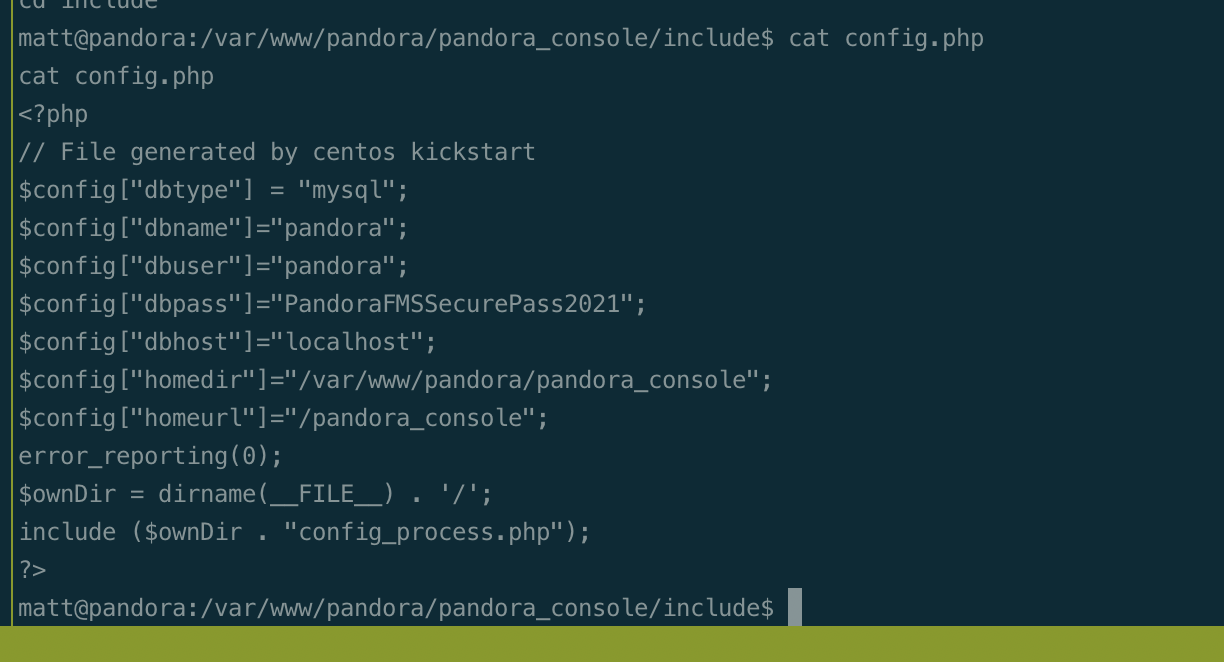 cd include
matt@pandora:/var/www/pandora/pandora_console/include$ cat config.php
cat config.php
<?php
// File generated by centos kickstart
$config["dbtype"] = "mysql";
$config["dbname"]="pandora";
$config["dbuser"]="pandora";
$config["dbpass"]="PandoraFMSSecurePass2021";
$config["dbhost"]="localhost";
$config["homedir"]="/var/www/pandora/pandora_console";
$config["homeurl"]="/pandora_console";
error_reporting(0);
$ownDir = dirname(__FILE__) . '/';
include ($ownDir . "config_process.php");
?>
matt@pandora:/var/www/pandora/pandora_console/include$